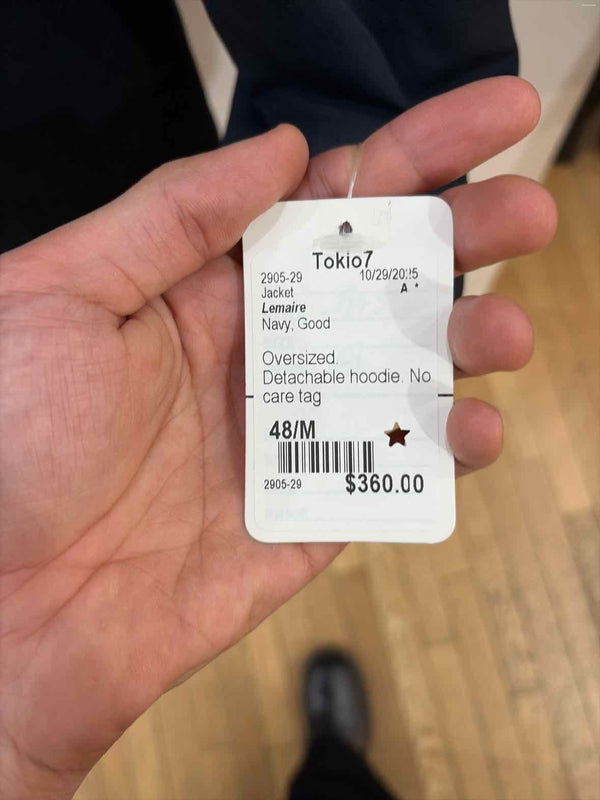 Tokio7
2905-29 10/29/2025
Jacket A *
Lemaire
Navy, Good
Oversized.
Detachable hoodie. No
care tag
48/M
2905-29 $360.00